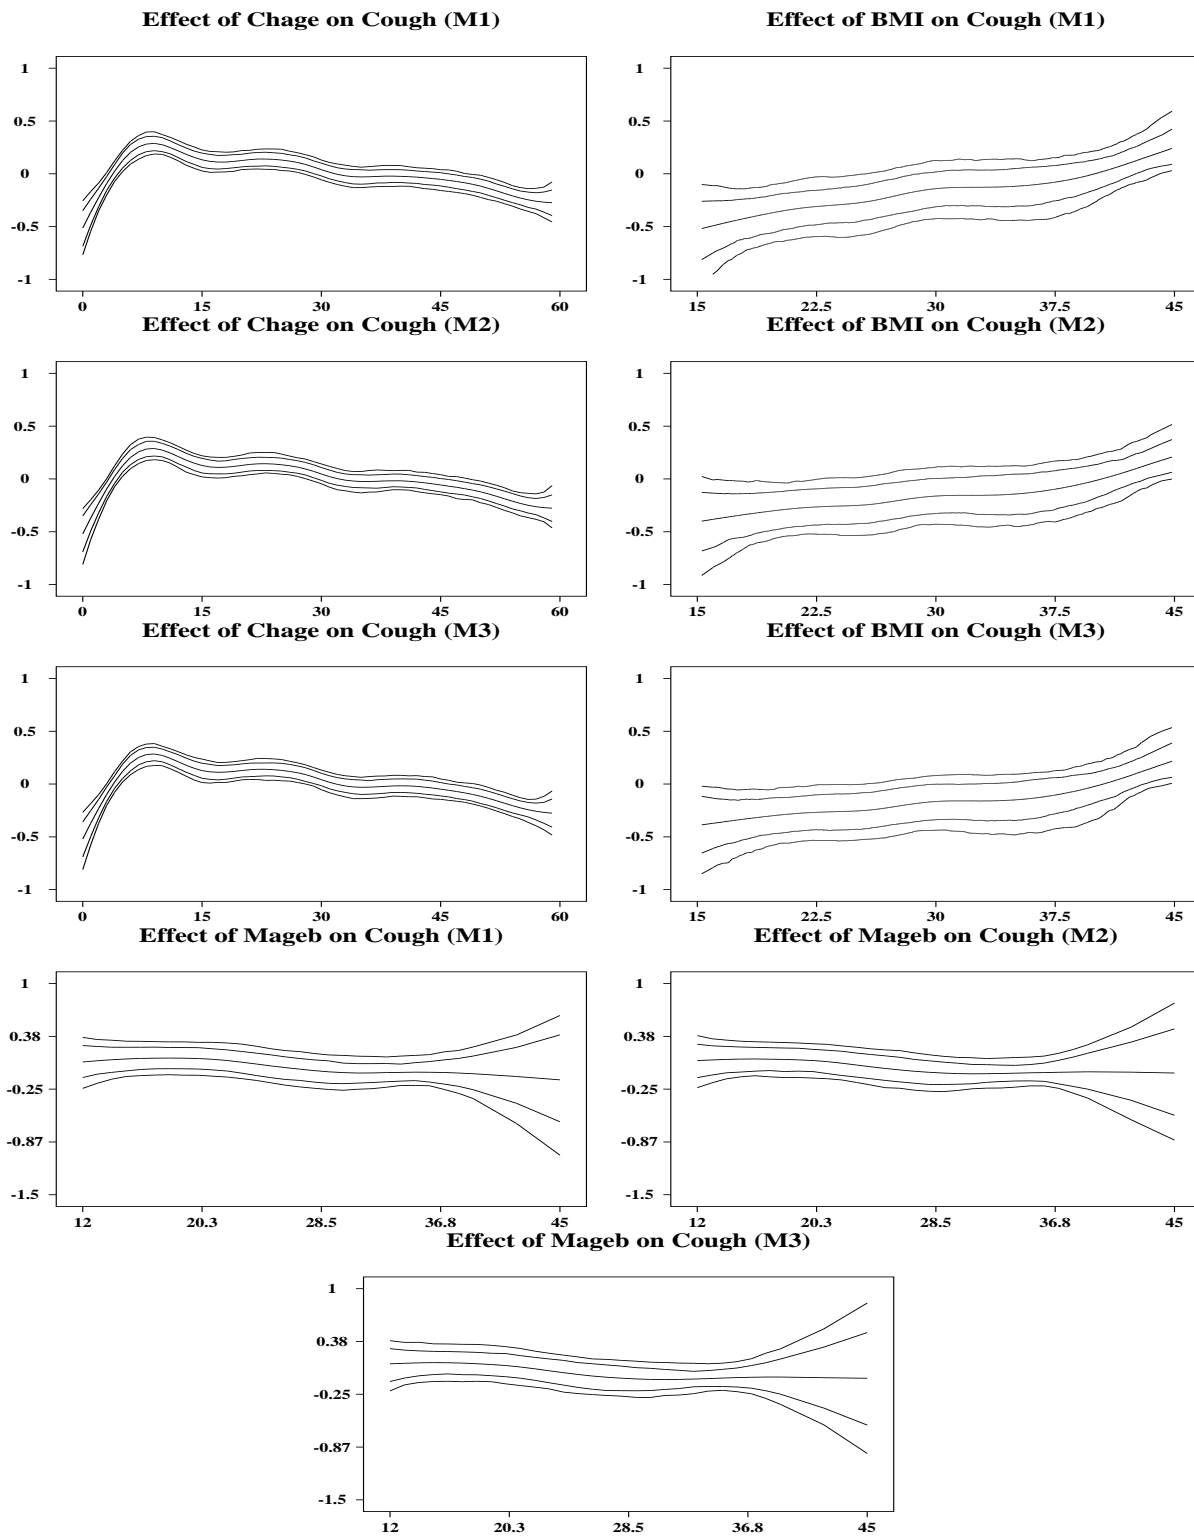 Effect of Chage on Cough (M1) Effect of BMI on Cough (M1)
1 1
0.5 0.5
0 0
-0.5 -0.5
-1 -1
0 15 30 45 60 15 22.5 30 37.5 45
Effect of Chage on Cough (M2) Effect of BMI on Cough (M2)
1 1
0.5 0.5
0 0
-0.5 -0.5
-1 -1
0 15 30 45 60 15 22.5 30 37.5 45
Effect of Chage on Cough (M3) Effect of BMI on Cough (M3)
1 1
0.5 0.5
0 0
-0.5 -0.5
-1 -1
0 15 30 45 60 15 22.5 30 37.5 45
Effect of Mageb on Cough (M1) Effect of Mageb on Cough (M2)
1 1
0.38 0.38
-0.25 -0.25
-0.87 -0.87
-1.5 -1.5
12 20.3 28.5 36.8 45 12 20.3 28.5 36.8 45
Effect of Mageb on Cough (M3)
1
0.38
-0.25
-0.87
-1.5
12 20.3 28.5 36.8 45